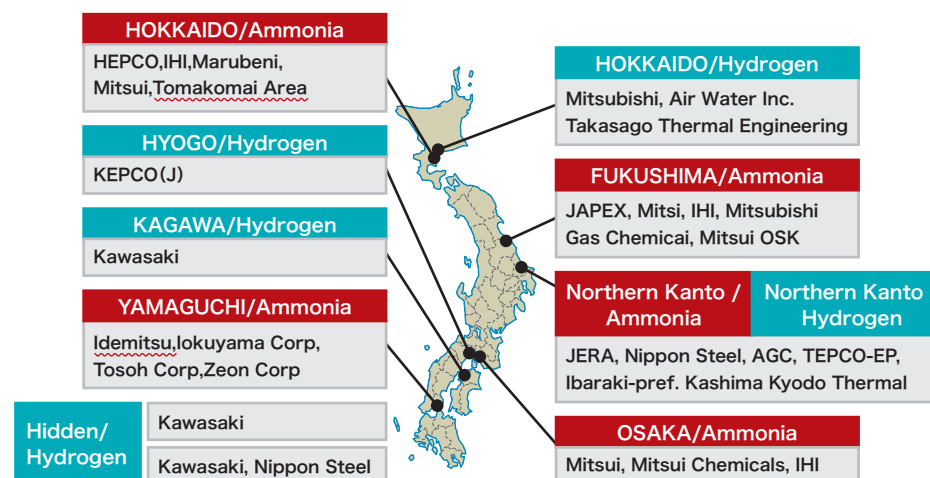 HOKKAIDO/Ammonia
HEPCO,IHI,Marubeni,
Mitsui,Tomakomai Area
HYOGO/Hydrogen
KEPCO(J)
KAGAWA/Hydrogen
Kawasaki
YAMAGUCHI/Ammonia
Idemitsu,Iokuyama Corp,
Tosoh Corp,Zeon Corp
Hidden/
Hydrogen
Kawasaki
Kawasaki, Nippon Steel
HOKKAIDO/Hydrogen
Mitsubishi, Air Water Inc.
Takasago Thermal Engineering
FUKUSHIMA/Ammonia
JAPEX, Mitsi, IHI, Mitsubishi
Gas Chemicai, Mitsui OSK
Northern Kanto /
Ammonia
Northern Kanto
Hydrogen
JERA, Nippon Steel, AGC, TEPCO-EP,
Ibaraki-pref. Kashima Kyodo Thermal
OSAKA/Ammonia
Mitsui, Mitsui Chemicals, IHI